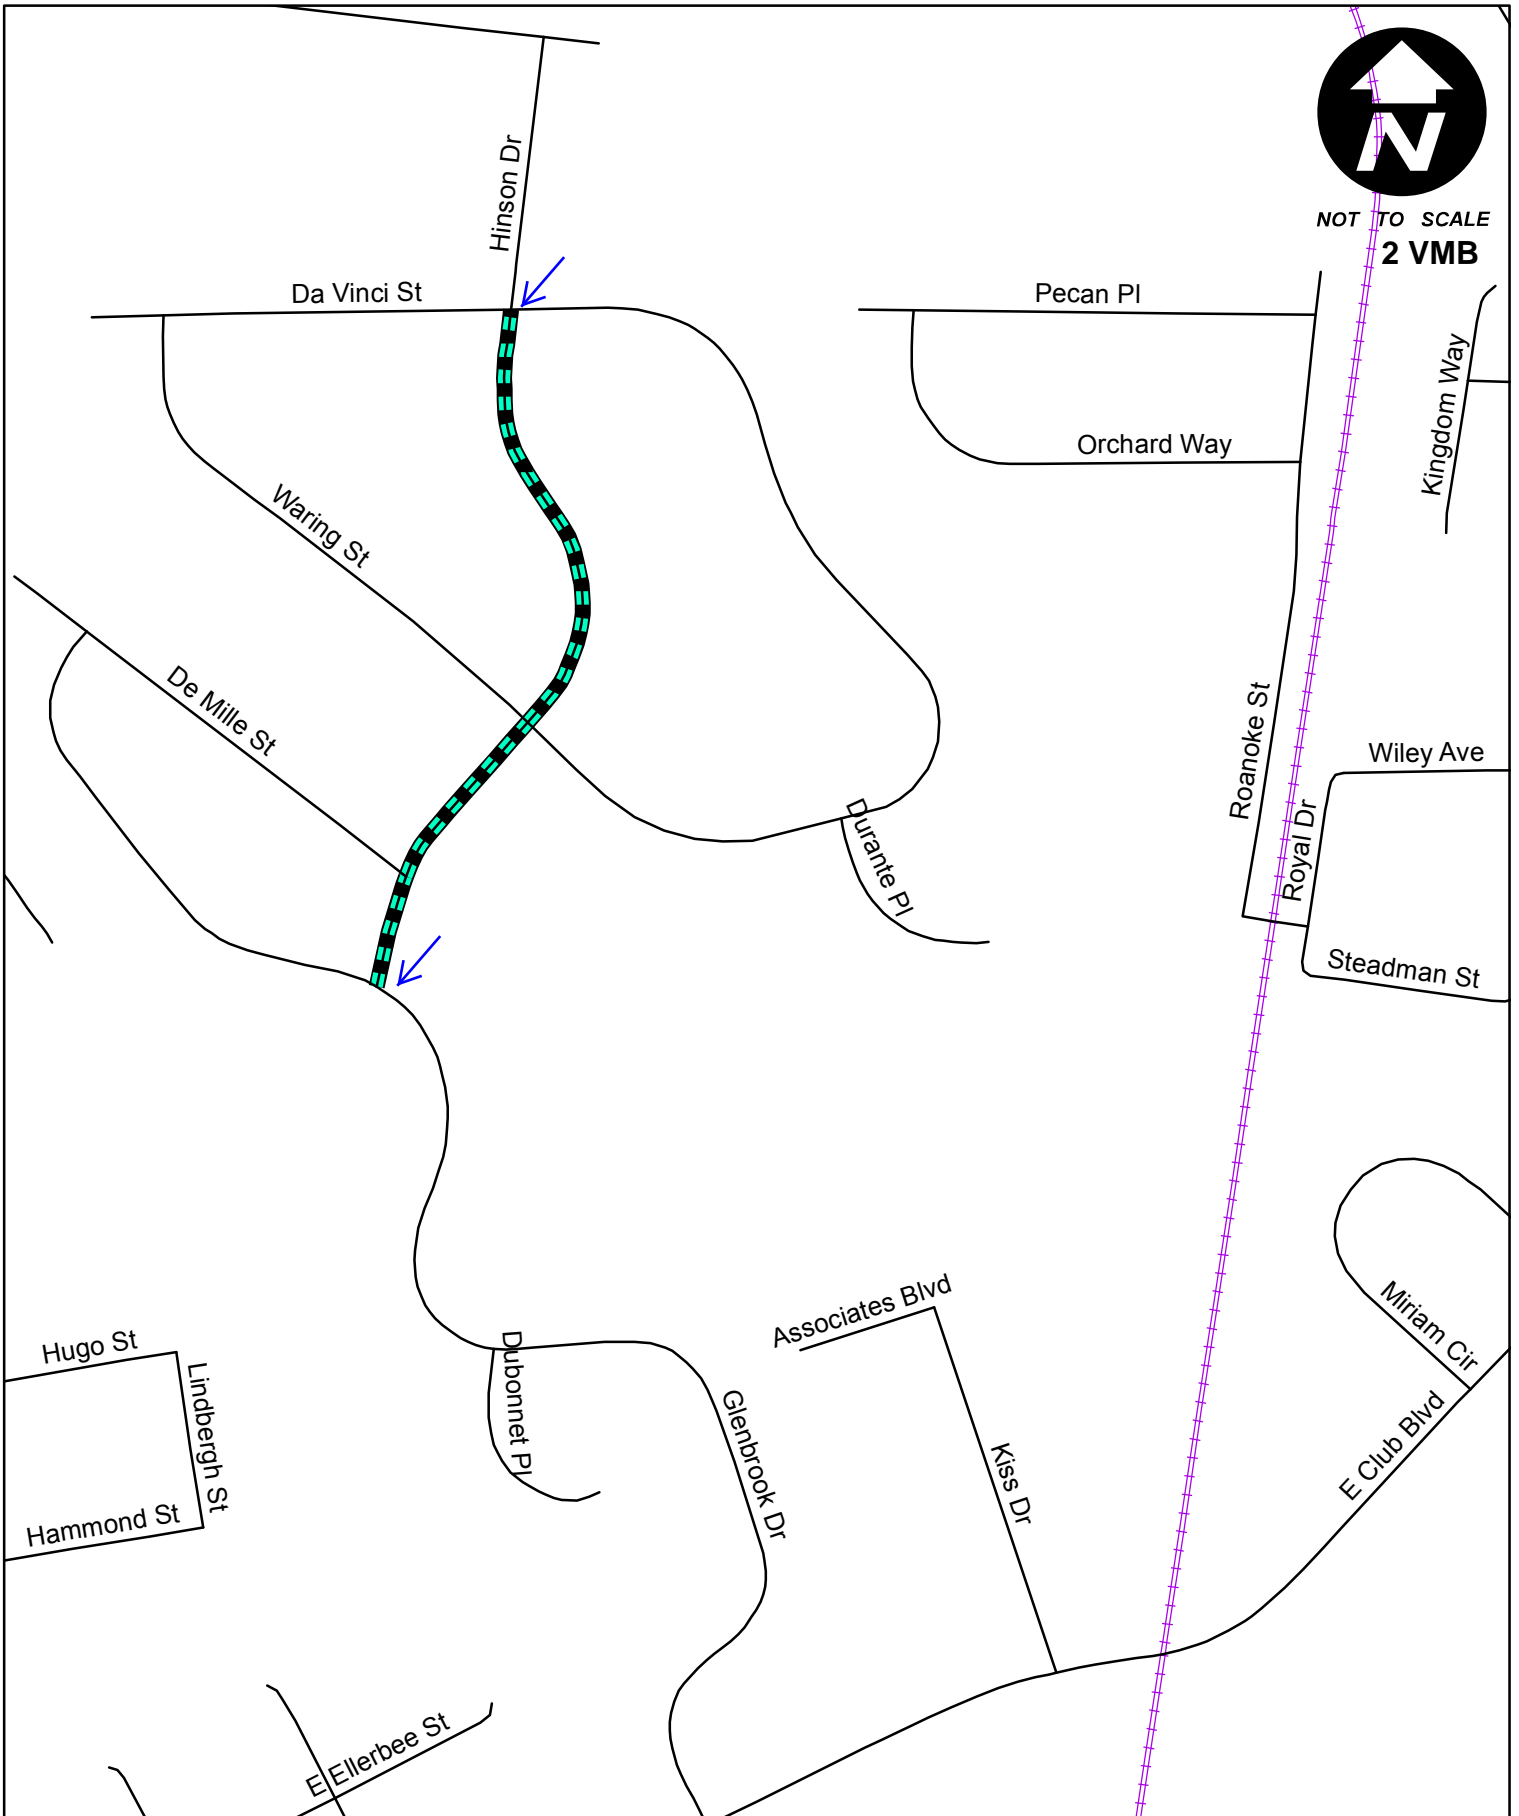 Hinson Dr
N
NOT TO SCALE
2 VMB
Da Vinci St
Pecan Pl
Kingdom Way
Orchard Way
Waring St
De Mille St
Roanoke St
Wiley Ave
Royal Dr
Durante Pl
Steadman St
Associates Blvd
Miriam Cir
Hugo St
Lindbergh St
Dubonnet Pl
Glenbrook Dr
Kiss Dr
E Club Blvd
Hammond St
E Ellerbee St